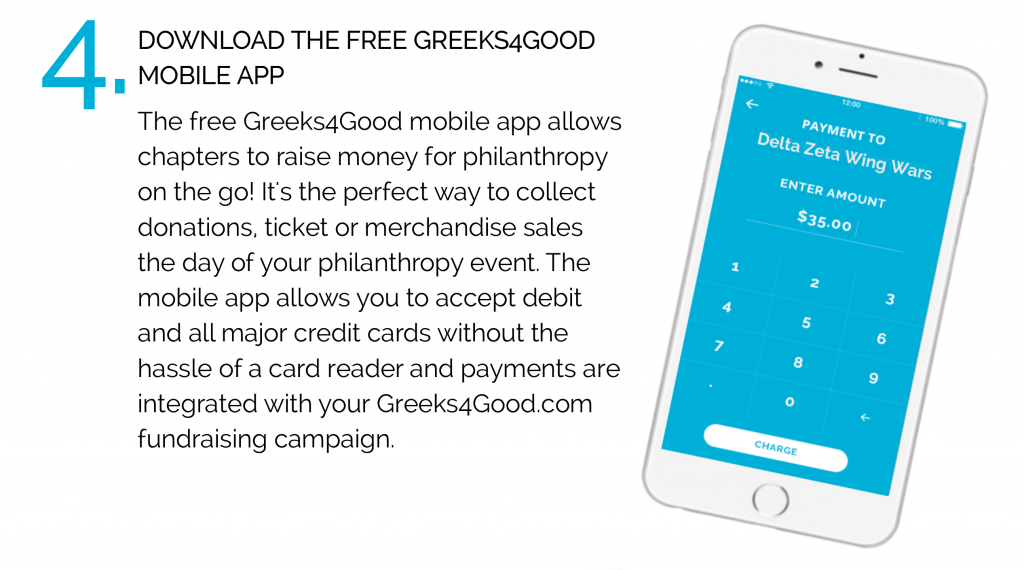 4.
DOWNLOAD THE FREE GREEKS4GOOD
MOBILE APP
The free Greeks4Good mobile app allows
chapters to raise money for philanthropy
on the go! It's the perfect way to collect
donations, ticket or merchandise sales
the day of your philanthropy event. The
mobile app allows you to accept debit
and all major credit cards without the
hassle of a card reader and payments are
integrated with your Greeks4Good.com
fundraising campaign.
12:00
100%
PAYMENT TO
Delta Zeta Wing Wars
ENTER AMOUNT
$35.00
1 2 3
4 5 6
7 8 9
. 0 ←
CHARGE